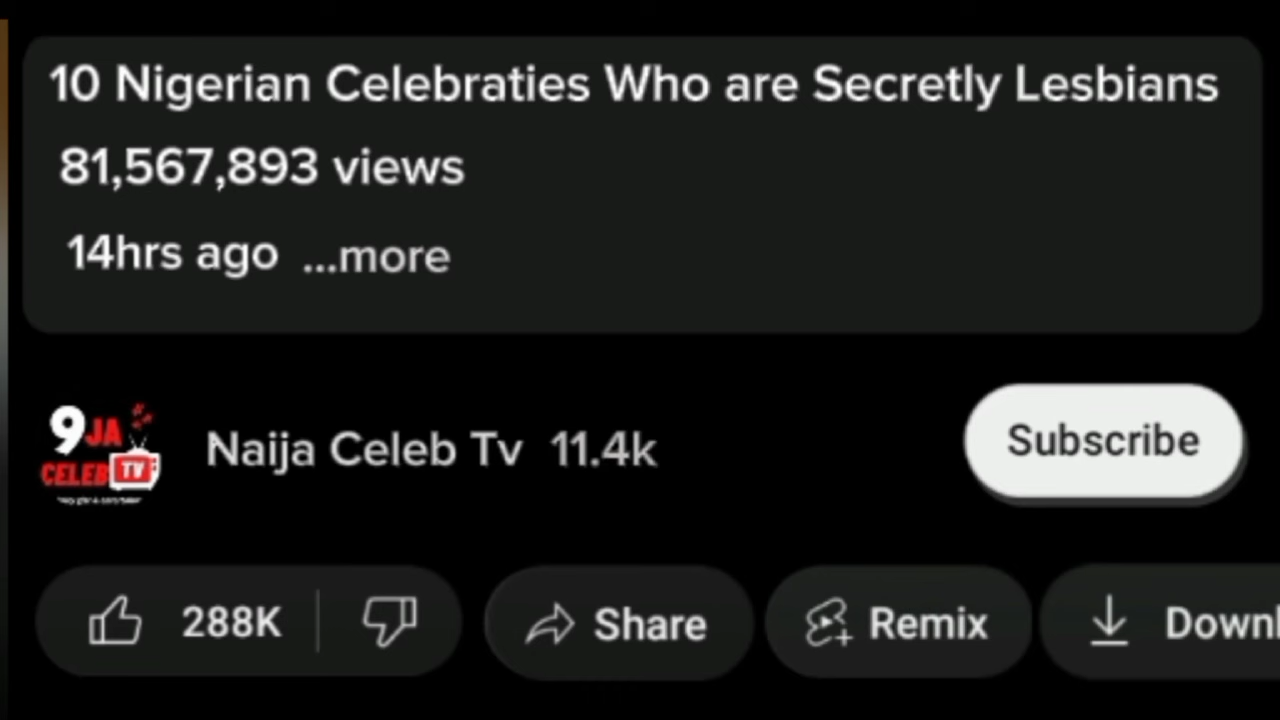 10 Nigerian Celebraties Who are Secretly Lesbians
81,567,893 views
14hrs ago ...more
9JA
CELEB TV
Naija Celeb Tv 11.4k
Subscribe
288K Share Remix Downl